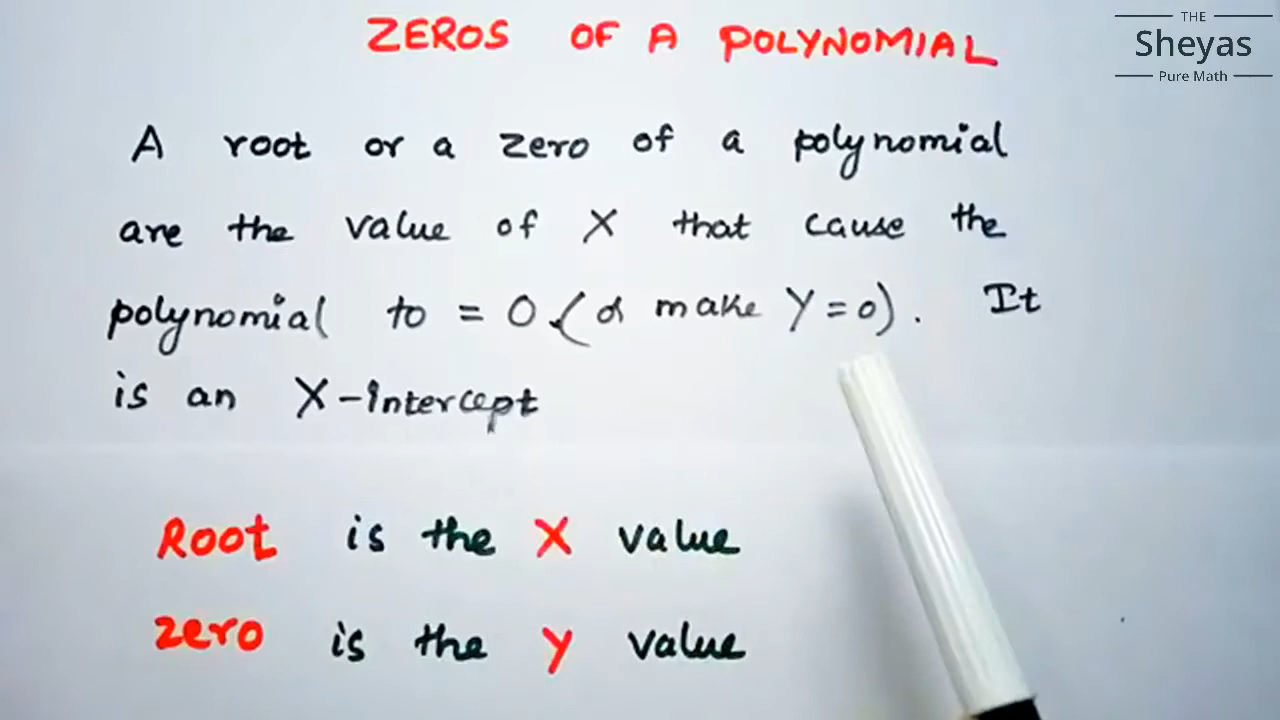 ZEROS OF A POLYNOMIAL
THE
Sheyas
Pure Math
A root or a zero of a polynomial
are the value of X that cause the
polynomial to = 0 (or make Y = 0). It
is an X-Intercept
Root is the X value
zero is the y value